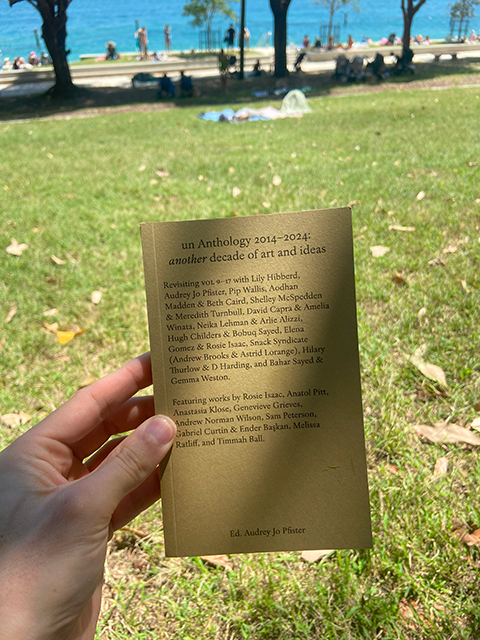 un Anthology 2014–2024:
another decade of art and ideas
Revisiting vol 9–17 with Lily Hibberd,
Audrey Jo Pfister, Pip Wallis, Aodhan
Madden & Beth Caird, Shelley McSpedden
& Meredith Turnbull, David Capra & Amelia
Winata, Neika Lehman & Arlie Alizzi,
Hugh Childers & Bobuq Sayed, Elena
Gomez & Rosie Isaac, Snack Syndicate
(Andrew Brooks & Astrid Lorange), Hilary
Thurlow & D Harding, and Bahar Sayed &
Gemma Weston.
Featuring works by Rosie Isaac, Anatol Pitt,
Anastasia Klose, Genevieve Grieves,
Andrew Norman Wilson, Sam Peterson,
Gabriel Curtin & Ender Başkan, Melissa
Ratliff, and Timmah Ball.
Ed. Audrey Jo Pfister